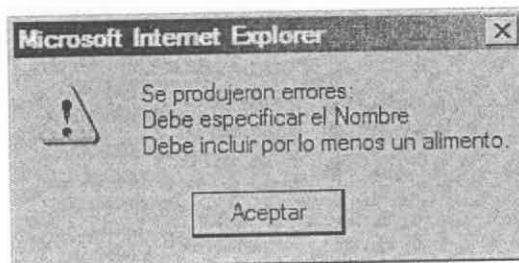 Microsoft Internet Explorer
Se produjeron errores:
Debe especificar el Nombre
Debe incluir por lo menos un alimento.
Aceptar